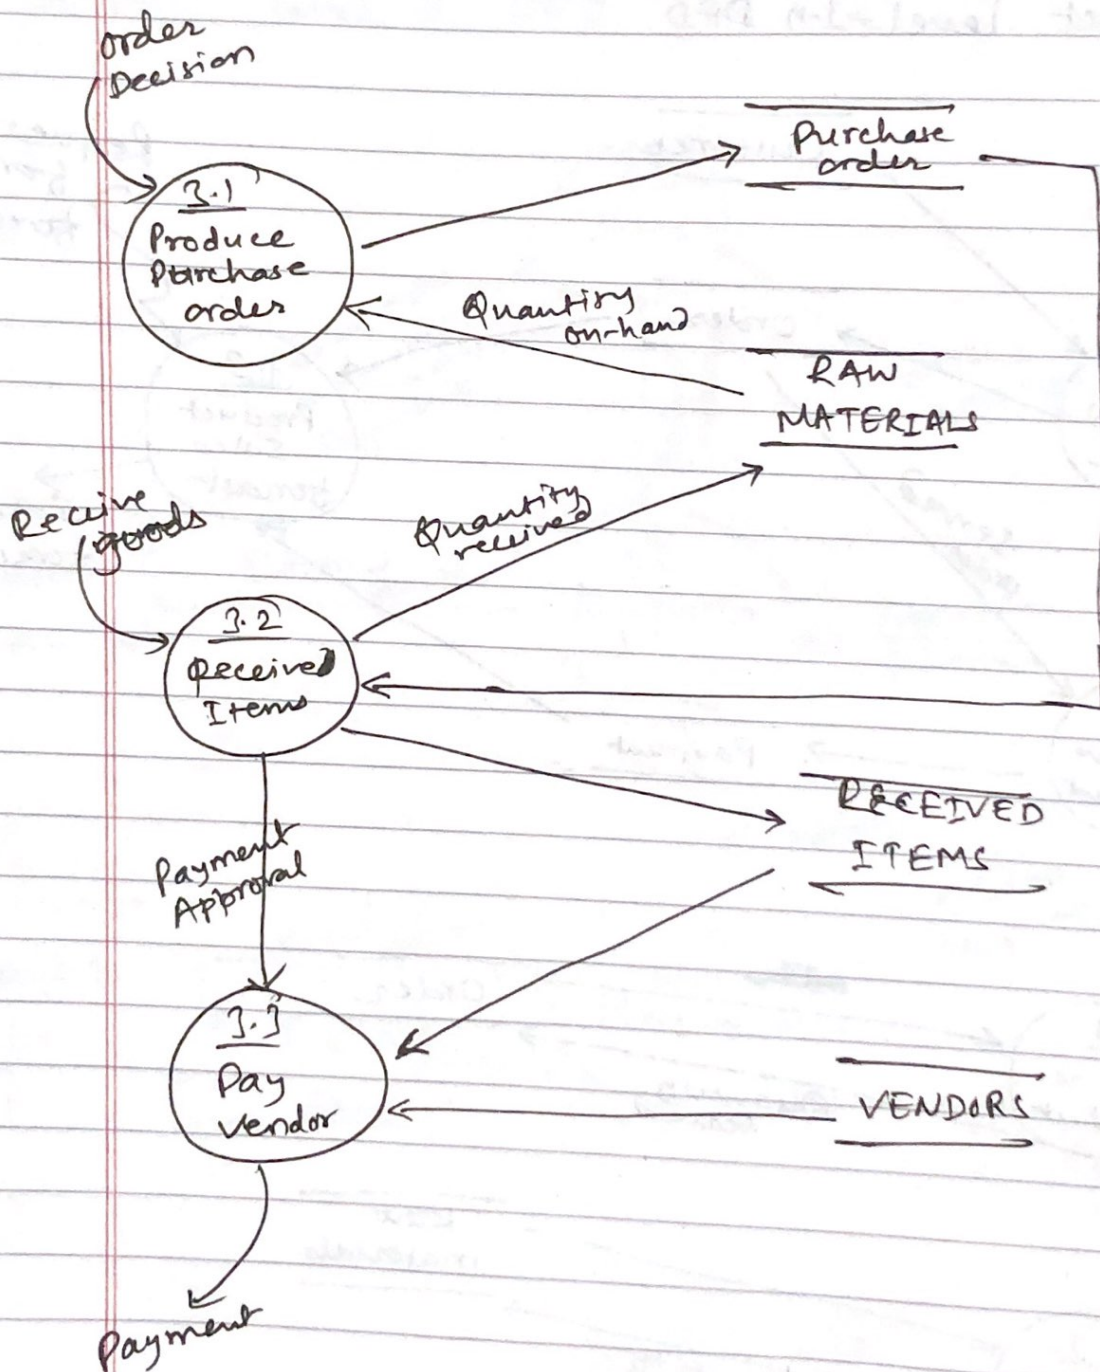 Order
Decision
3.1
Produce
Purchase
order
Purchase
order
Quantity
on-hand
RAW
MATERIALS
Receive
goods
Quantity
received
3.2
Received
Items
RECEIVED
ITEMS
Payment
Approval
3.3
Pay
vendor
VENDORS
Payment